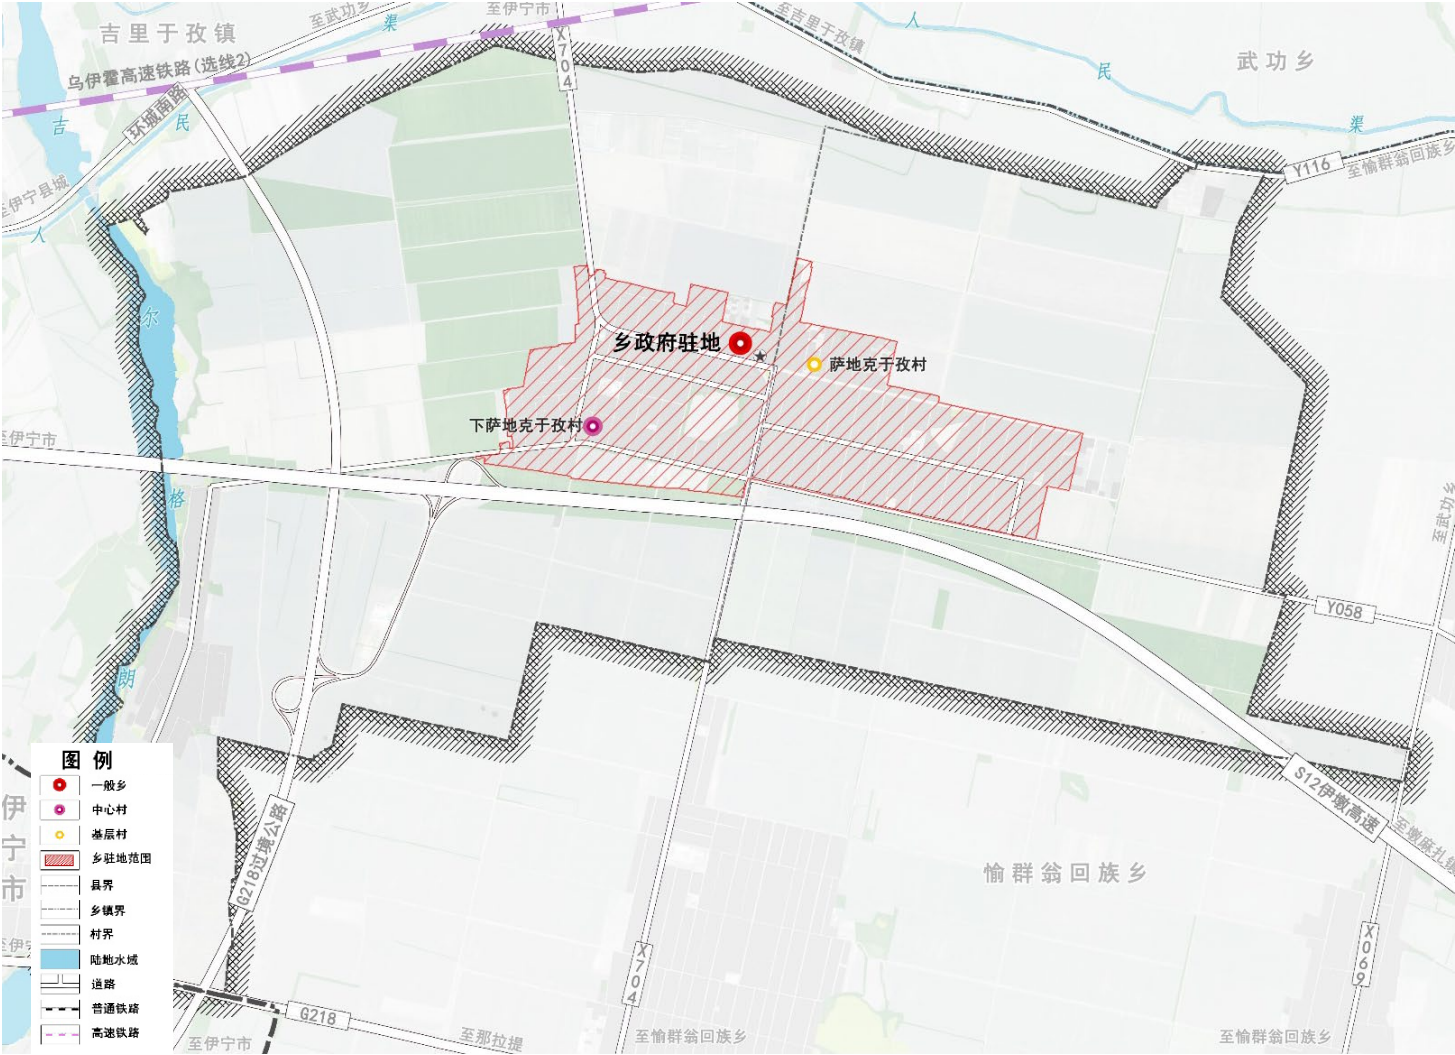 至伊宁市
至武功乡
渠
吉里于孜镇
至吉里于孜镇
人
武功乡
X704
乌伊霍高速铁路(选线2)
民
环城南路
吉
民
渠
Y116
至愉群翁回族乡
至伊宁县城
人
尔
乡政府驻地
萨地克于孜村
下萨地克于孜村
至伊宁市
格
至武功乡
Y058
朗
S12伊墩高速
至墩麻扎镇
G218过境公路
愉群翁回族乡
伊宁市
X704
X069
G218
至那拉提
至愉群翁回族乡
至愉群翁回族乡
至伊宁市
图例
一般乡
中心村
基层村
乡驻地范围
县界
乡镇界
村界
陆地水域
道路
普通铁路
高速铁路